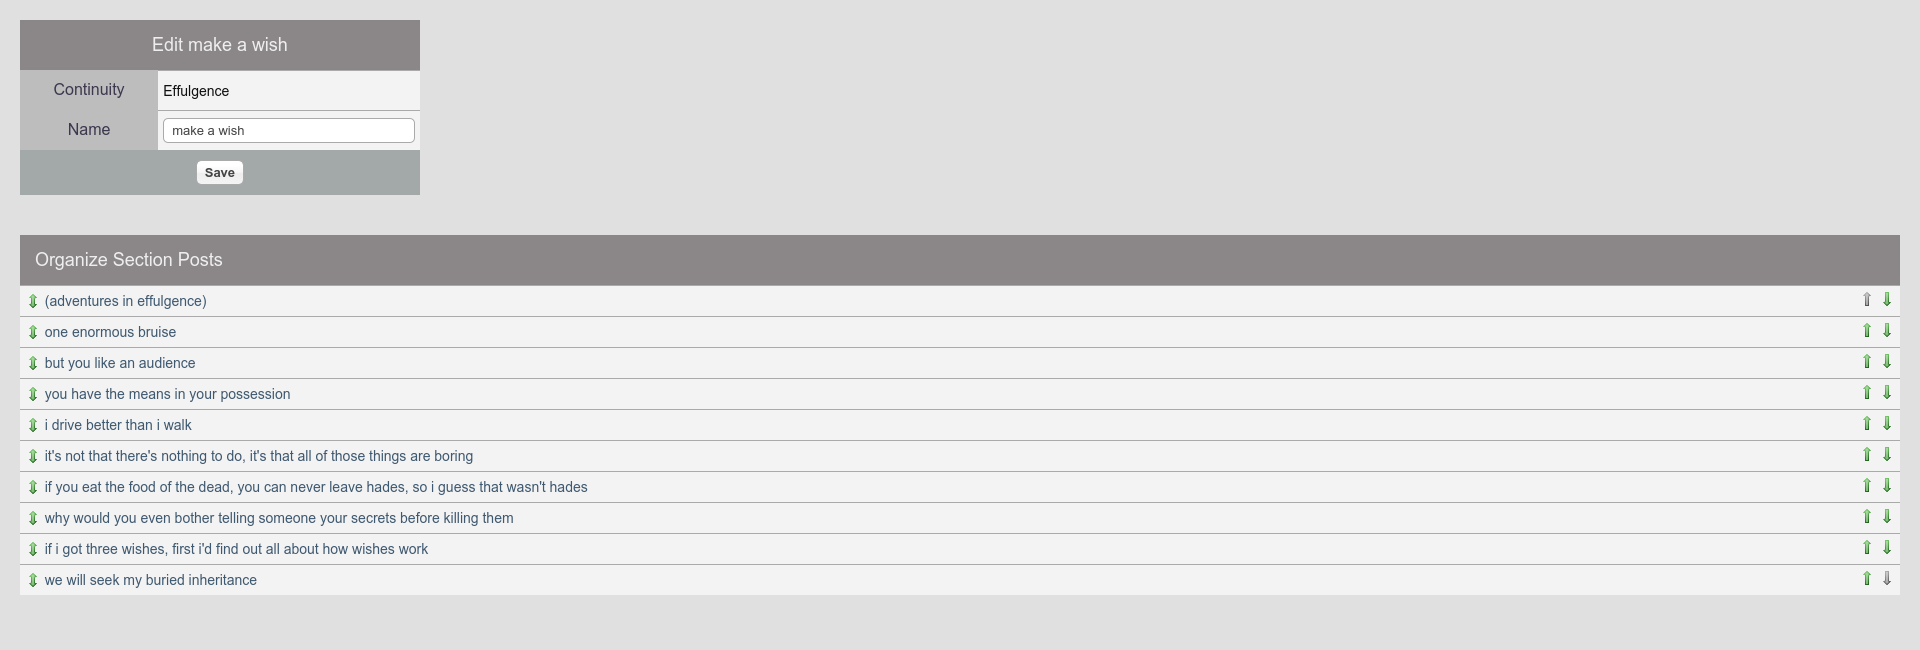 Edit make a wish
Continuity
Effulgence
Name
make a wish
Save
Organize Section Posts
(adventures in effulgence)
one enormous bruise
but you like an audience
you have the means in your possession
i drive better than i walk
it's not that there's nothing to do, it's that all of those things are boring
if you eat the food of the dead, you can never leave hades, so i guess that wasn't hades
why would you even bother telling someone your secrets before killing them
if i got three wishes, first i'd find out all about how wishes work
we will seek my buried inheritance